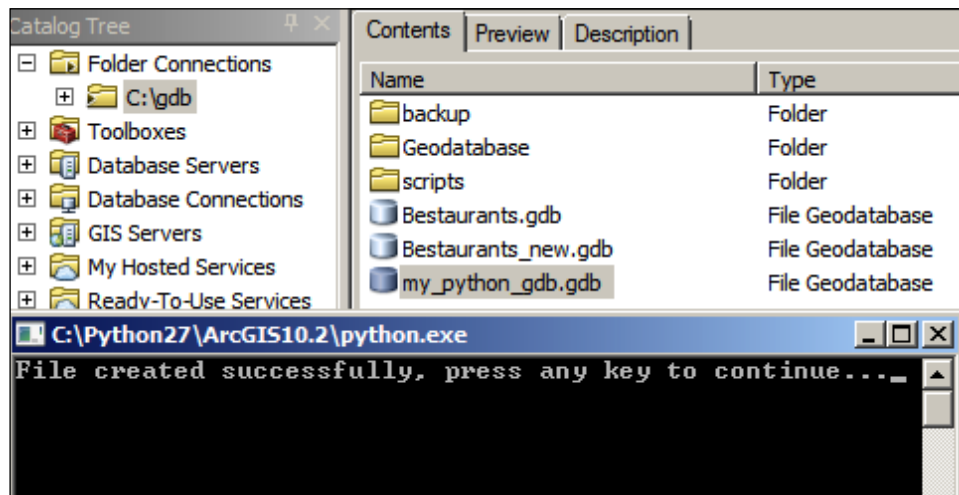 Catalog Tree
Folder Connections
C:\gdb
Toolboxes
Database Servers
Database Connections
GIS Servers
My Hosted Services
Ready-To-Use Services
Contents Preview Description
Name Type
backup Folder
Geodatabase Folder
scripts Folder
Bestaurants.gdb File Geodatabase
Bestaurants_new.gdb File Geodatabase
my_python_gdb.gdb File Geodatabase
C:\Python27\ArcGIS10.2\python.exe
File created successfully, press any key to continue..._